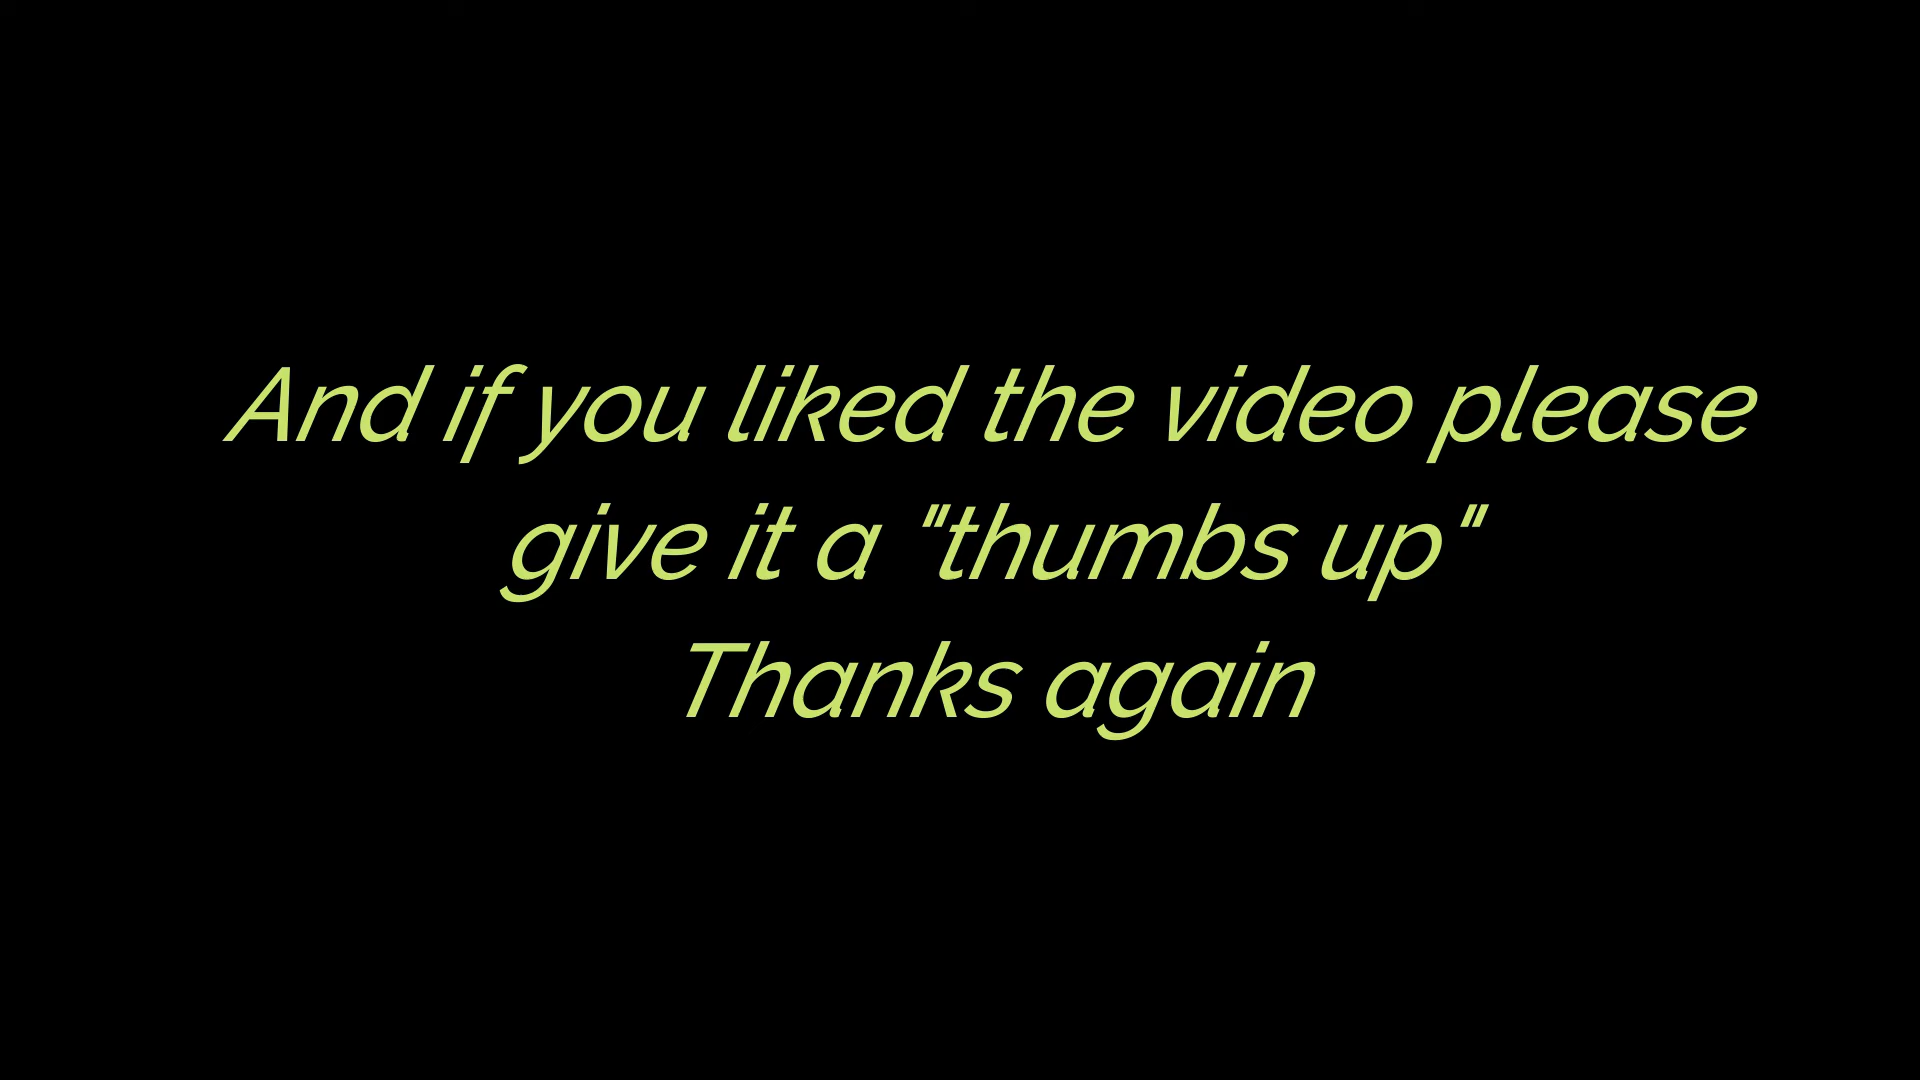 And if you liked the video please
give it a "thumbs up"
Thanks again